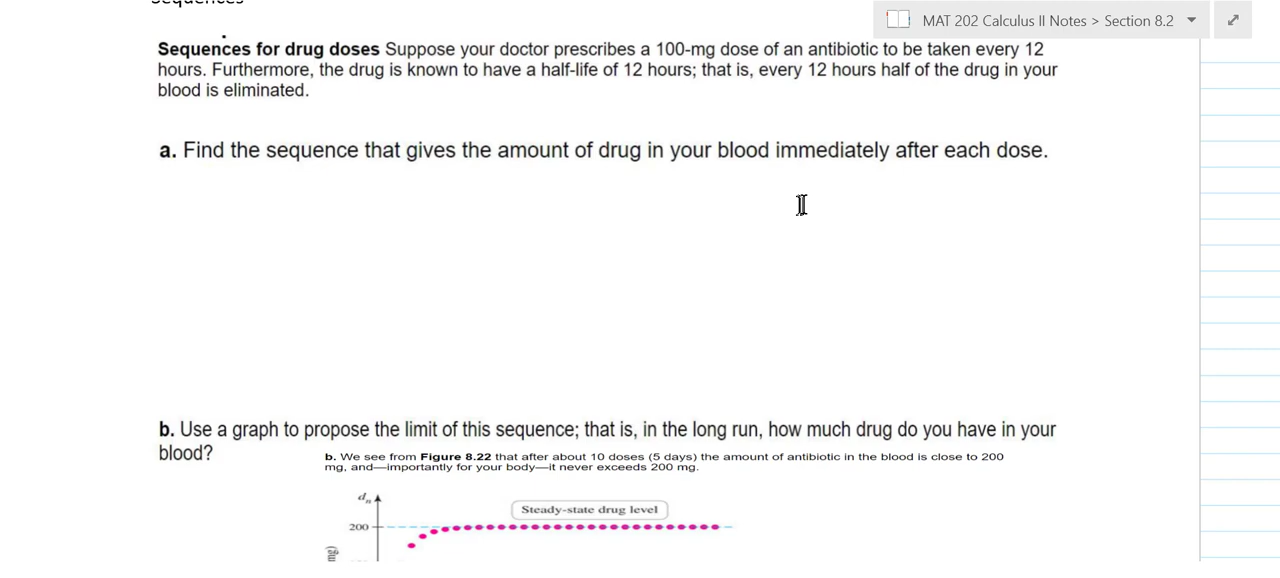 Sequences
MAT 202 Calculus II Notes > Section 8.2
Sequences for drug doses Suppose your doctor prescribes a 100-mg dose of an antibiotic to be taken every 12
hours. Furthermore, the drug is known to have a half-life of 12 hours; that is, every 12 hours half of the drug in your
blood is eliminated.
a. Find the sequence that gives the amount of drug in your blood immediately after each dose.
b. Use a graph to propose the limit of this sequence; that is, in the long run, how much drug do you have in your
blood?
b. We see from Figure 8.22 that after about 10 doses (5 days) the amount of antibiotic in the blood is close to 200
mg, and—importantly for your body—it never exceeds 200 mg.
dₙ
Steady-state drug level
200